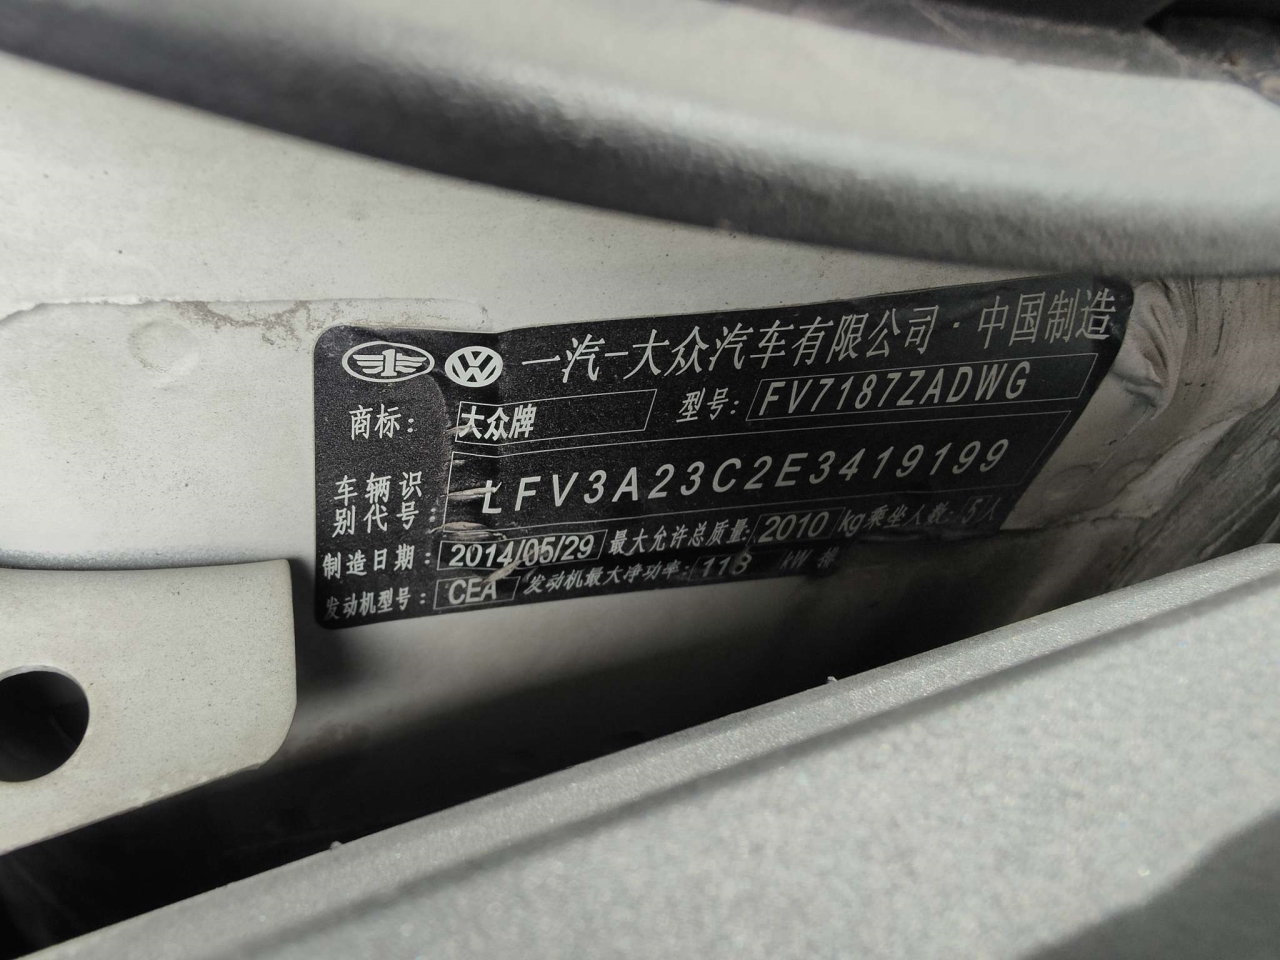 一汽-大众汽车有限公司·中国制造
商标: 大众牌 型号: FV7187ZADWG
车辆识
别代号: LFV3A23C2E3419199
制造日期: 2014/05/29 最大允许总质量: 2010 kg 乘坐人数: 5人
发动机型号: CEA 发动机最大净功率: 118 kW 排